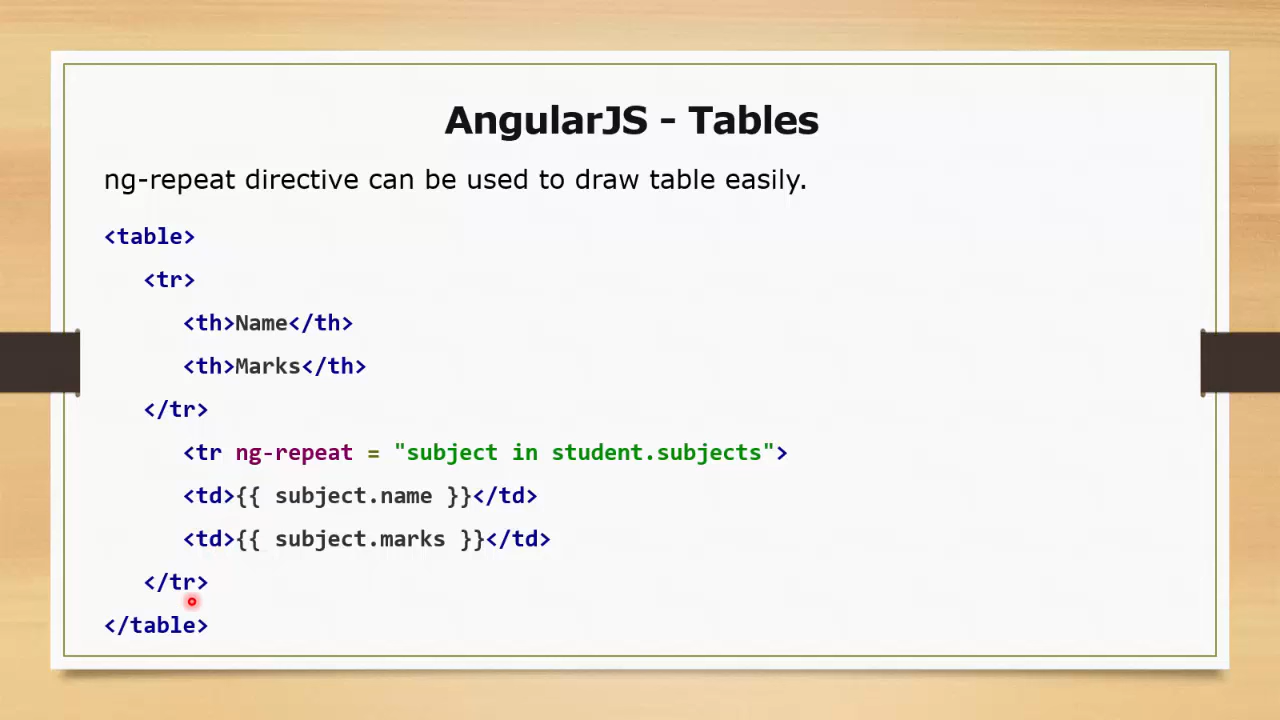 AngularJS - Tables
ng-repeat directive can be used to draw table easily.
<table>
<tr>
<th>Name</th>
<th>Marks</th>
</tr>
<tr ng-repeat = "subject in student.subjects">
<td>{{ subject.name }}</td>
<td>{{ subject.marks }}</td>
</tr>
</table>